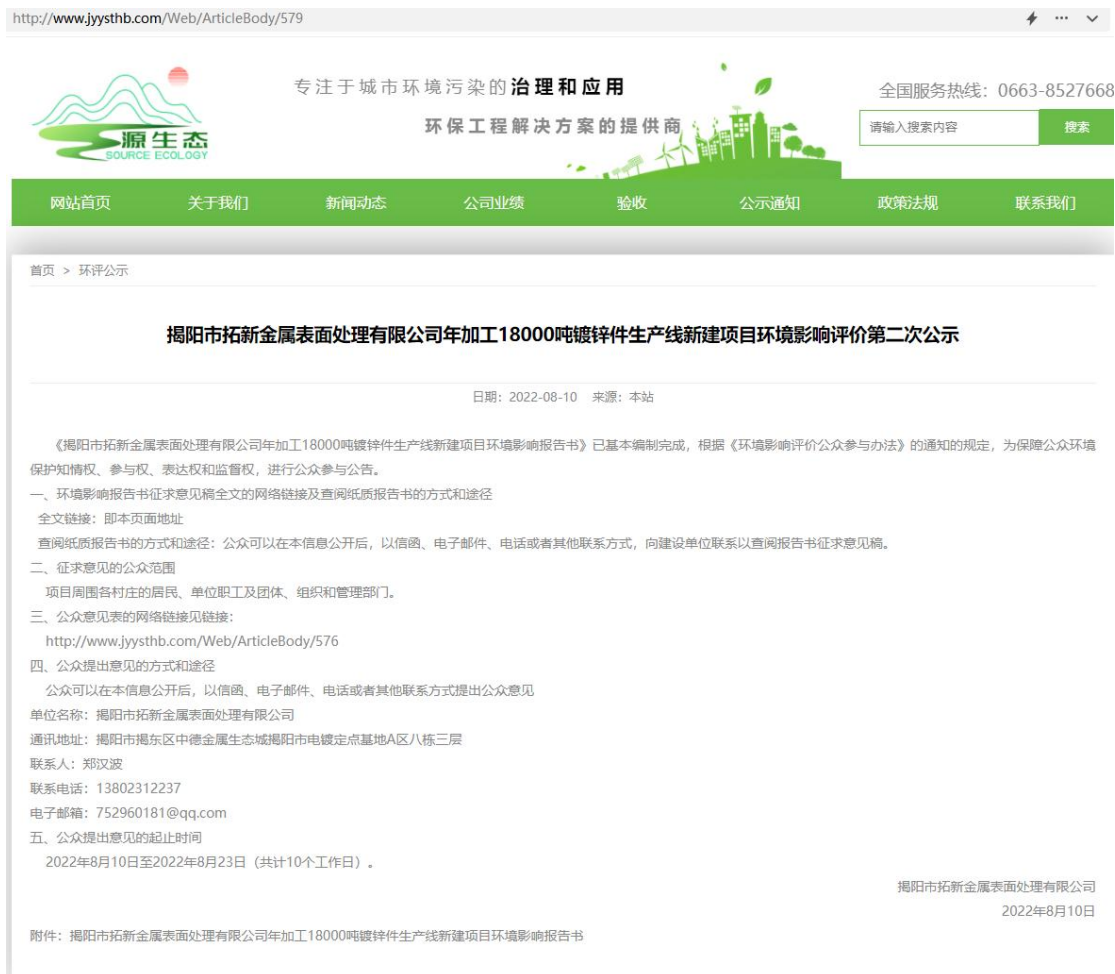 http://www.jyysthb.com/Web/ArticleBody/579
专注于城市环境污染的治理和应用
环保工程解决方案的提供商
全国服务热线：0663-8527668
源生态
SOURCE ECOLOGY
请输入搜索内容
搜索
网站首页 关于我们 新闻动态 公司业绩 验收 公示通知 政策法规 联系我们
首页 > 环评公示
揭阳市拓新金属表面处理有限公司年加工18000吨镀锌件生产线新建项目环境影响评价第二次公示
日期：2022-08-10 来源：本站
《揭阳市拓新金属表面处理有限公司年加工18000吨镀锌件生产线新建项目环境影响报告书》已基本编制完成，根据《环境影响评价公众参与办法》的通知的规定，为保障公众环境
保护知情权、参与权、表达权和监督权，进行公众参与公告。
一、环境影响报告书征求意见稿全文的网络链接及查阅纸质报告书的方式和途径
全文链接：即本页面地址
查阅纸质报告书的方式和途径：公众可以在本信息公开后，以信函、电子邮件、电话或者其他联系方式，向建设单位联系以查阅报告书征求意见稿。
二、征求意见的公众范围
项目周围各村庄的居民、单位职工及团体、组织和管理部门。
三、公众意见表的网络链接见链接：
http://www.jyysthb.com/Web/ArticleBody/576
四、公众提出意见的方式和途径
公众可以在本信息公开后，以信函、电子邮件、电话或者其他联系方式提出公众意见
单位名称：揭阳市拓新金属表面处理有限公司
通讯地址：揭阳市揭东区中德金属生态城揭阳市电镀定点基地A区八栋三层
联系人：郑汉波
联系电话：13802312237
电子邮箱：752960181@qq.com
五、公众提出意见的起止时间
2022年8月10日至2022年8月23日（共计10个工作日）。
揭阳市拓新金属表面处理有限公司
2022年8月10日
附件：揭阳市拓新金属表面处理有限公司年加工18000吨镀锌件生产线新建项目环境影响报告书